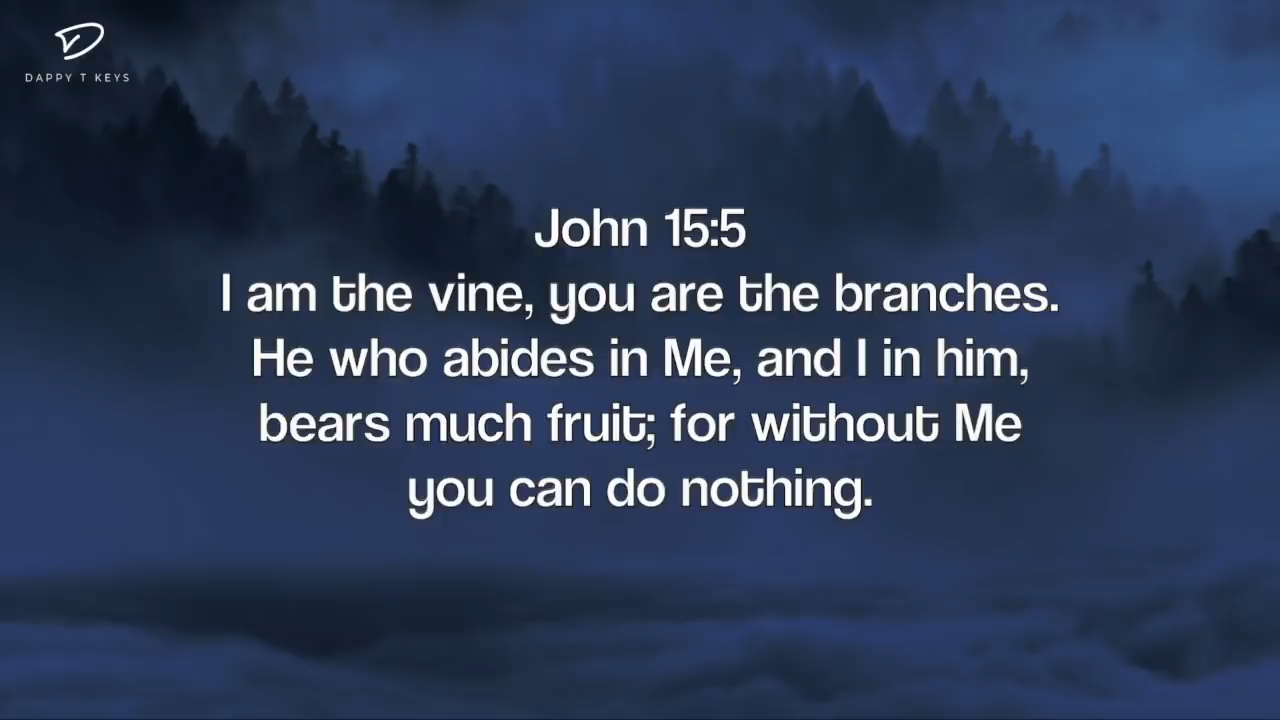 DAPPY T KEYS
John 15:5
I am the vine, you are the branches.
He who abides in Me, and I in him,
bears much fruit; for without Me
you can do nothing.